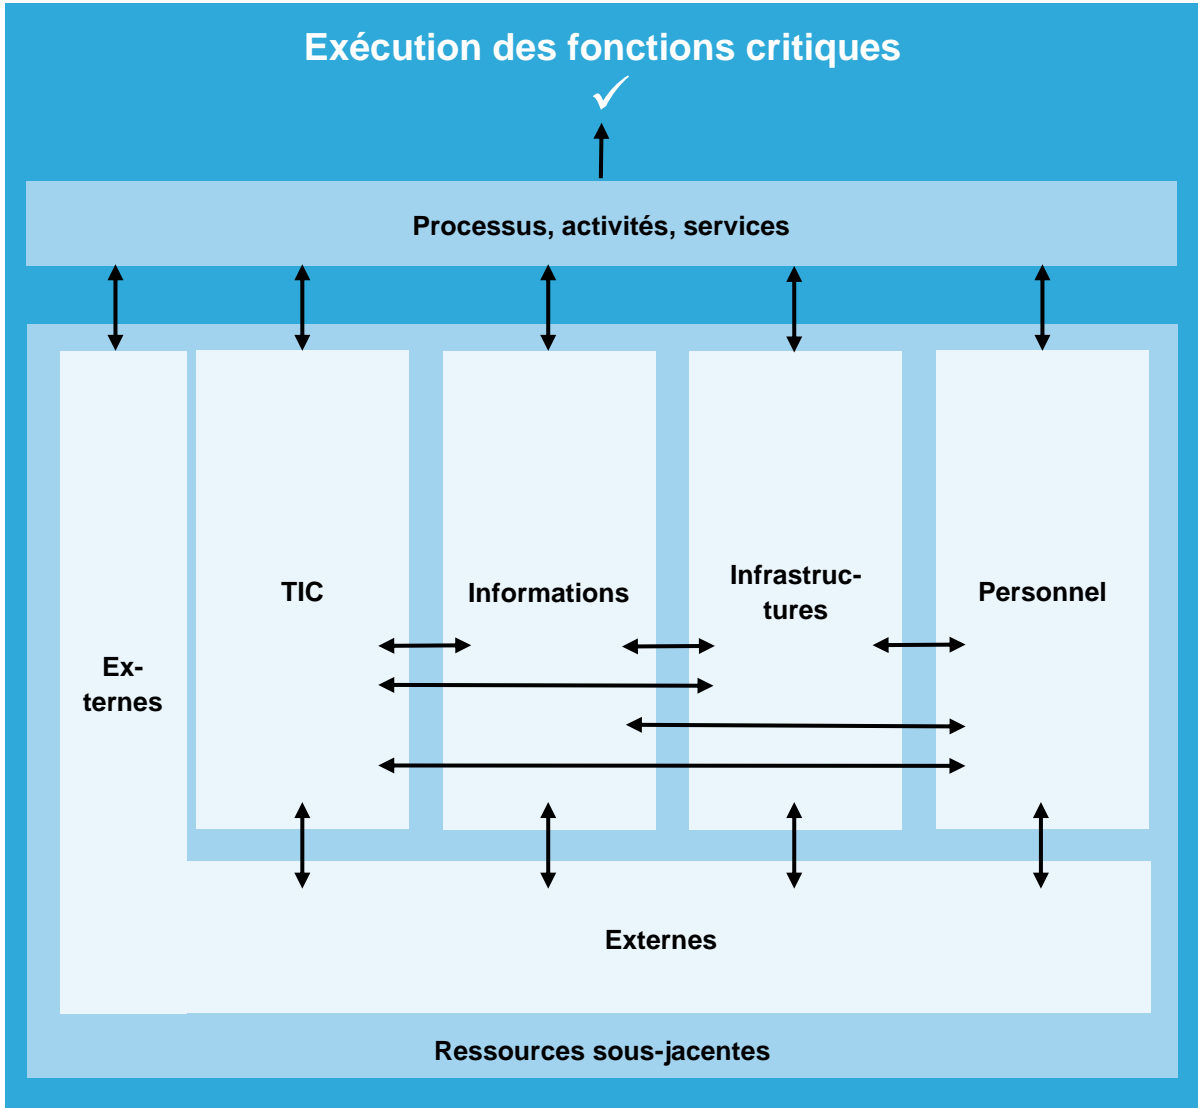 Exécution des fonctions critiques
✓
Processus, activités, services
TIC
Informations
Infrastruc-
tures
Personnel
Ex-
ternes
Externes
Ressources sous-jacentes